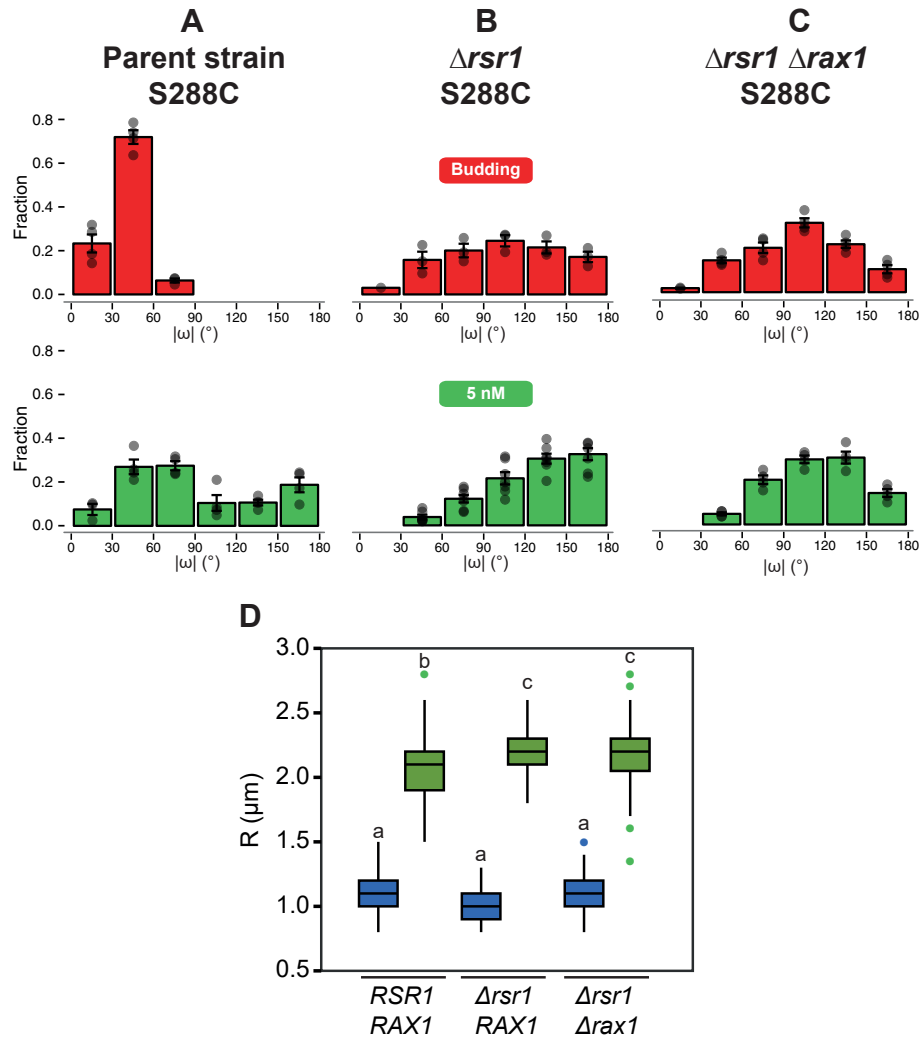 A
Parent strain
S288C
B
Δrsr1
S288C
C
Δrsr1 Δrax1
S288C
Fraction
0.8
0.6
0.4
0.2
0.0
0 30 60 90 120 150 180
|ω| (°)
Budding
0 30 60 90 120 150 180
|ω| (°)
0 30 60 90 120 150 180
|ω| (°)
Fraction
0.8
0.6
0.4
0.2
0.0
0 30 60 90 120 150 180
|ω| (°)
5 nM
0 30 60 90 120 150 180
|ω| (°)
0 30 60 90 120 150 180
|ω| (°)
D
R (μm)
3.0
2.5
2.0
1.5
1.0
0.5
a
b
a
c
a
c
RSR1
RAX1
Δrsr1
RAX1
Δrsr1
Δrax1